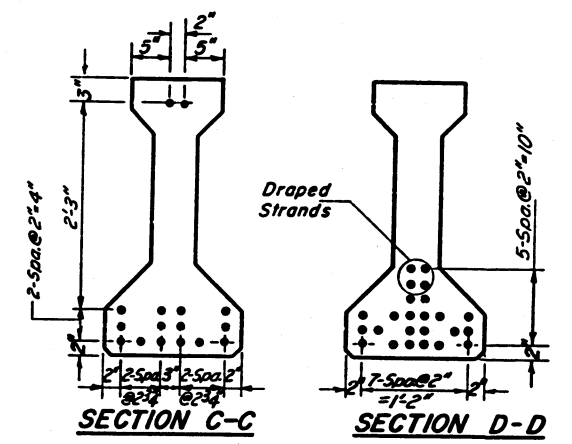 2"
5" 5"
3"
2'-3"
2-Spa.@2"=4"
2"
2" 2-Spa. 3" 2-Spa. 2"
@2¾ @2¾"
SECTION C-C
Draped
Strands
5-Spa.@2"=10"
2"
2" 7-Spa@2" 2"
=1'-2"
SECTION D-D